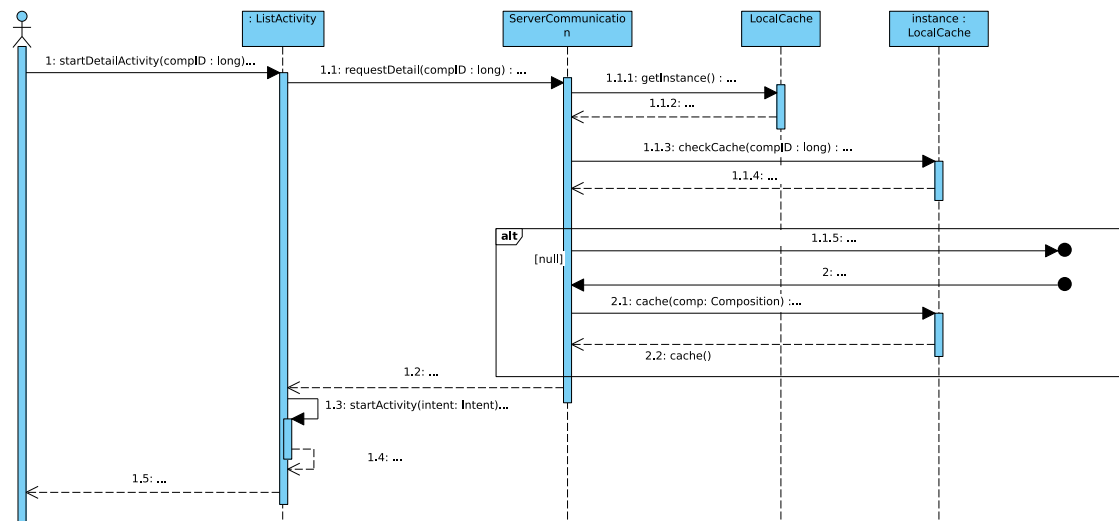 : ListActivity
ServerCommunicatio
n
LocalCache
instance :
LocalCache
1: startDetailActivity(compID : long)...
1.1: requestDetail(compID : long) : ...
1.1.1: getInstance() : ...
1.1.2: ...
1.1.3: checkCache(compID : long) : ...
1.1.4: ...
alt
[null]
1.1.5: ...
2: ...
2.1: cache(comp: Composition) :...
2.2: cache()
1.2: ...
1.3: startActivity(intent: Intent)...
1.4: ...
1.5: ...